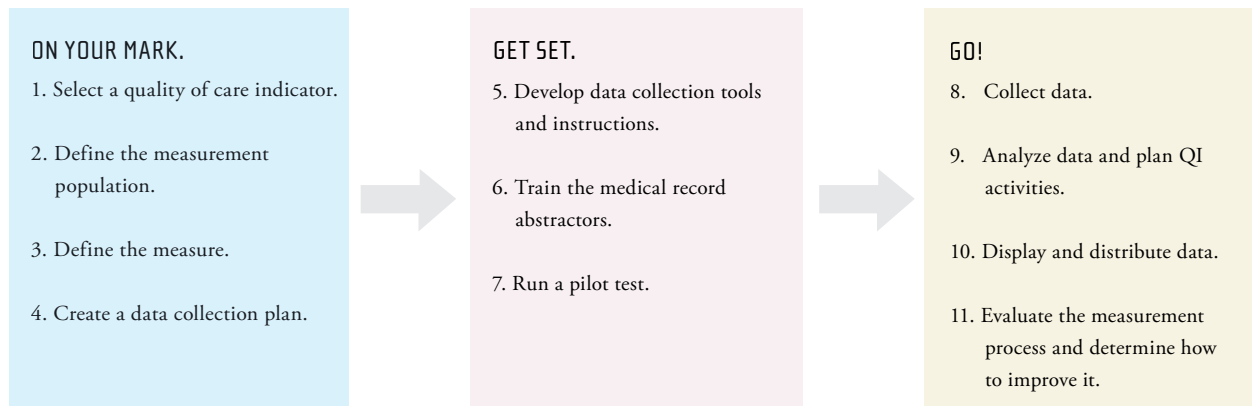 ON YOUR MARK.
1. Select a quality of care indicator.
2. Define the measurement
population.
3. Define the measure.
4. Create a data collection plan.
GET SET.
5. Develop data collection tools
and instructions.
6. Train the medical record
abstractors.
7. Run a pilot test.
GO!
8. Collect data.
9. Analyze data and plan QI
activities.
10. Display and distribute data.
11. Evaluate the measurement
process and determine how
to improve it.